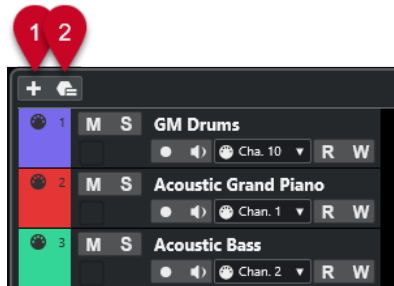 1 2
+
1 M S GM Drums
Cha. 10 ▼ R W
2 M S Acoustic Grand Piano
Chan. 1 ▼ R W
3 M S Acoustic Bass
Chan. 2 ▼ R W